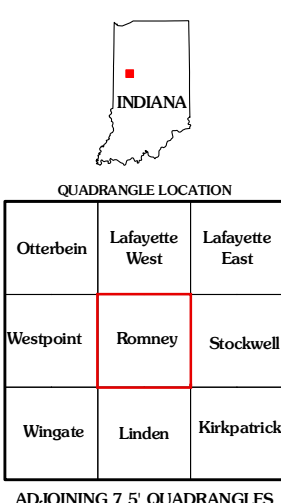 INDIANA
QUADRANGLE LOCATION
Otterbein
Lafayette
West
Lafayette
East
Westpoint
Romney
Stockwell
Wingate
Linden
Kirkpatrick
ADJOINING 7.5' QUADRANGLES